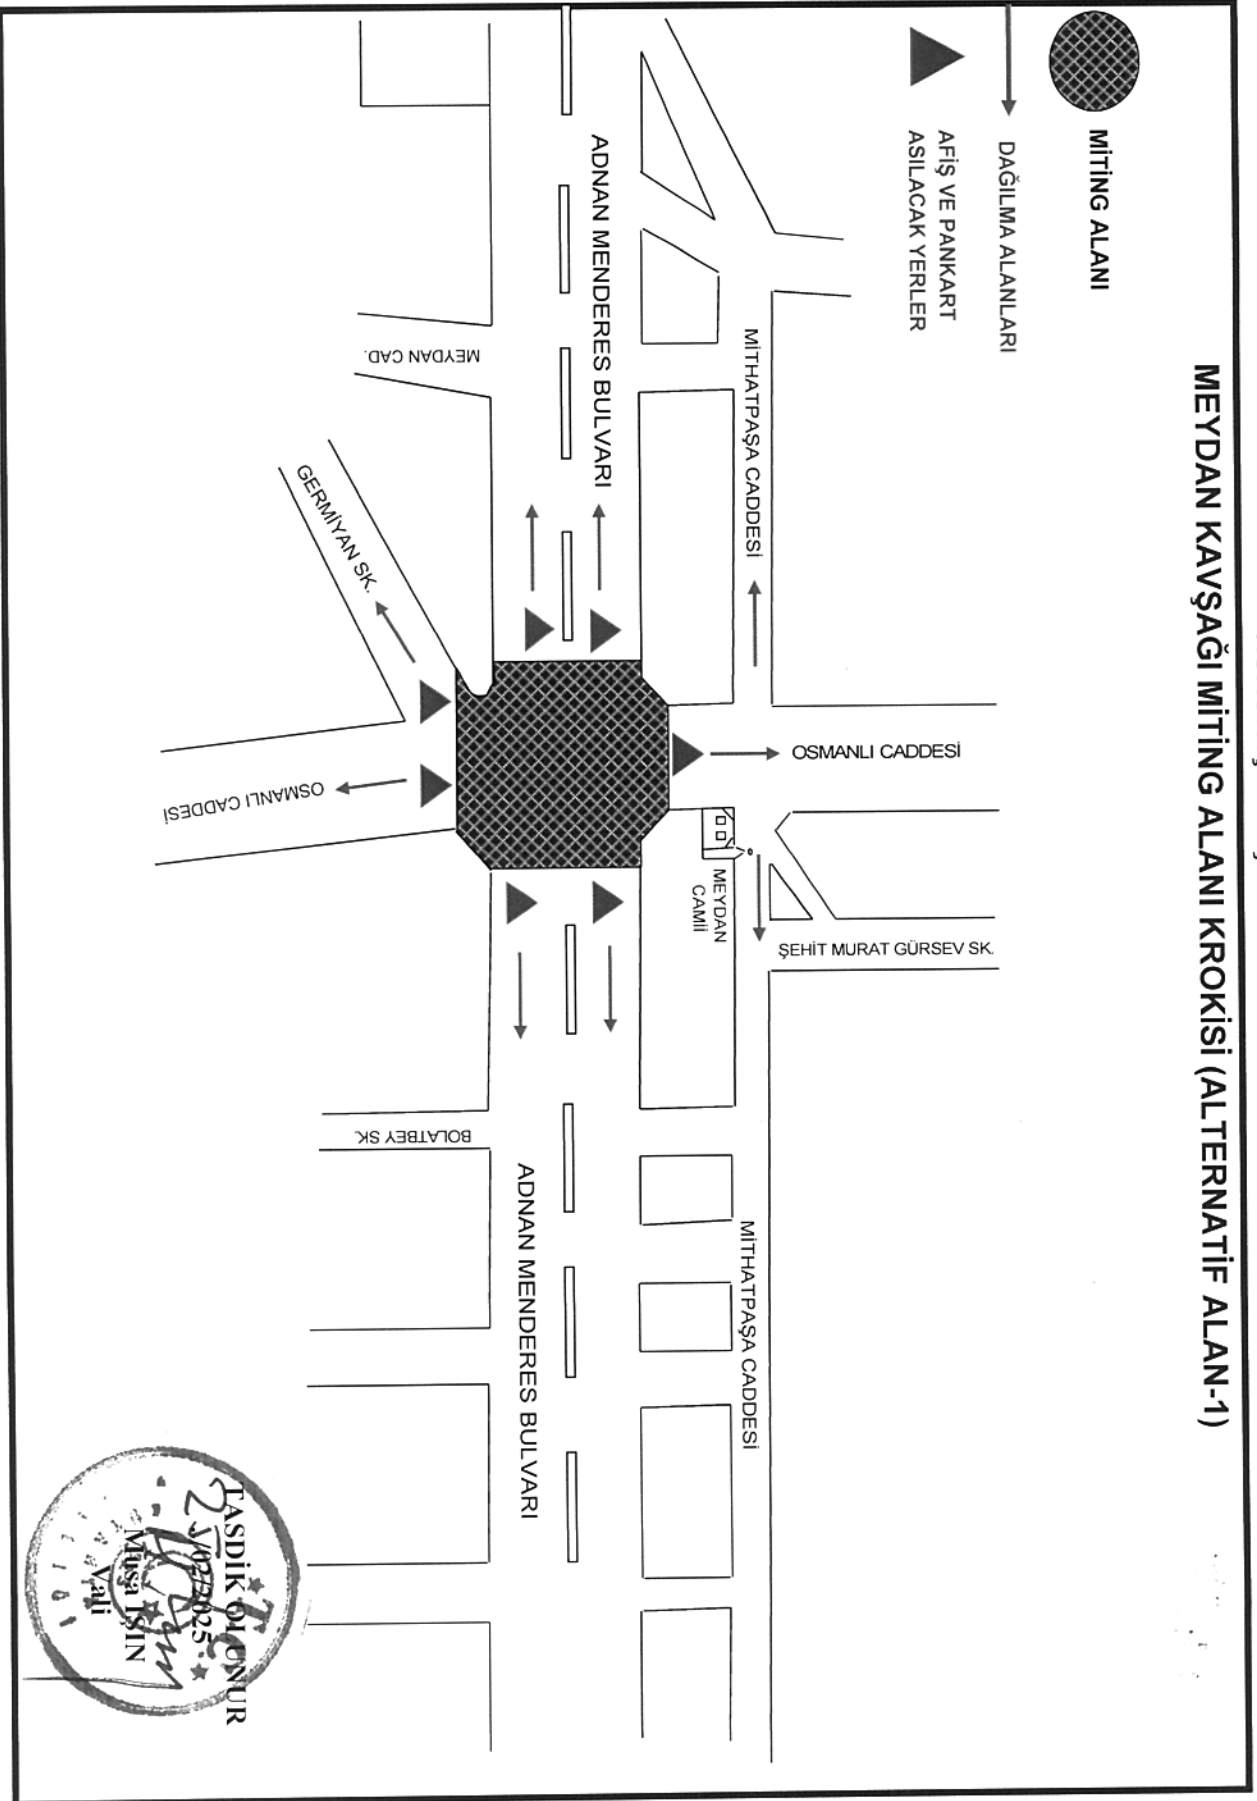 MEYDAN KAVŞAĞI MİTİNG ALANI KROKİSİ (ALTERNATİF ALAN-1)
MİTİNG ALANI
DAĞILMA ALANLARI
AFİŞ VE PANKART
ASILACAK YERLER
MİTHATPAŞA CADDESİ
OSMANLI CADDESİ
ŞEHİT MURAT GÜRSEV SK.
MEYDAN
CAMİİ
MİTHATPAŞA CADDESİ
ADNAN MENDERES BULVARI
ADNAN MENDERES BULVARI
MEYDAN CAD.
GERMİYAN SK.
OSMANLI CADDESİ
BOLATBEY SK.
TASDİK OLUNUR
/02/2025
Musa IŞIN
Vali
T.C.